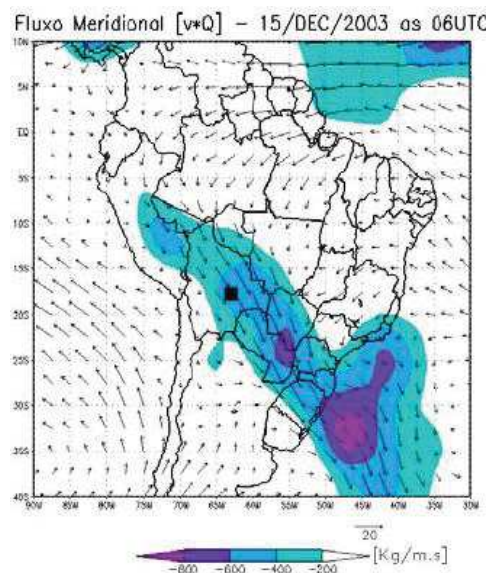 Fluxo Meridional [v*Q] - 15/DEC/2003 as 06UTC
10N
5N
EQ
5S
10S
15S
20S
25S
30S
35S
40S
90W 85W 80W 75W 70W 65W 60W 55W 50W 45W 40W 35W 30W
20
[Kg/m.s]
-800 -600 -400 -200